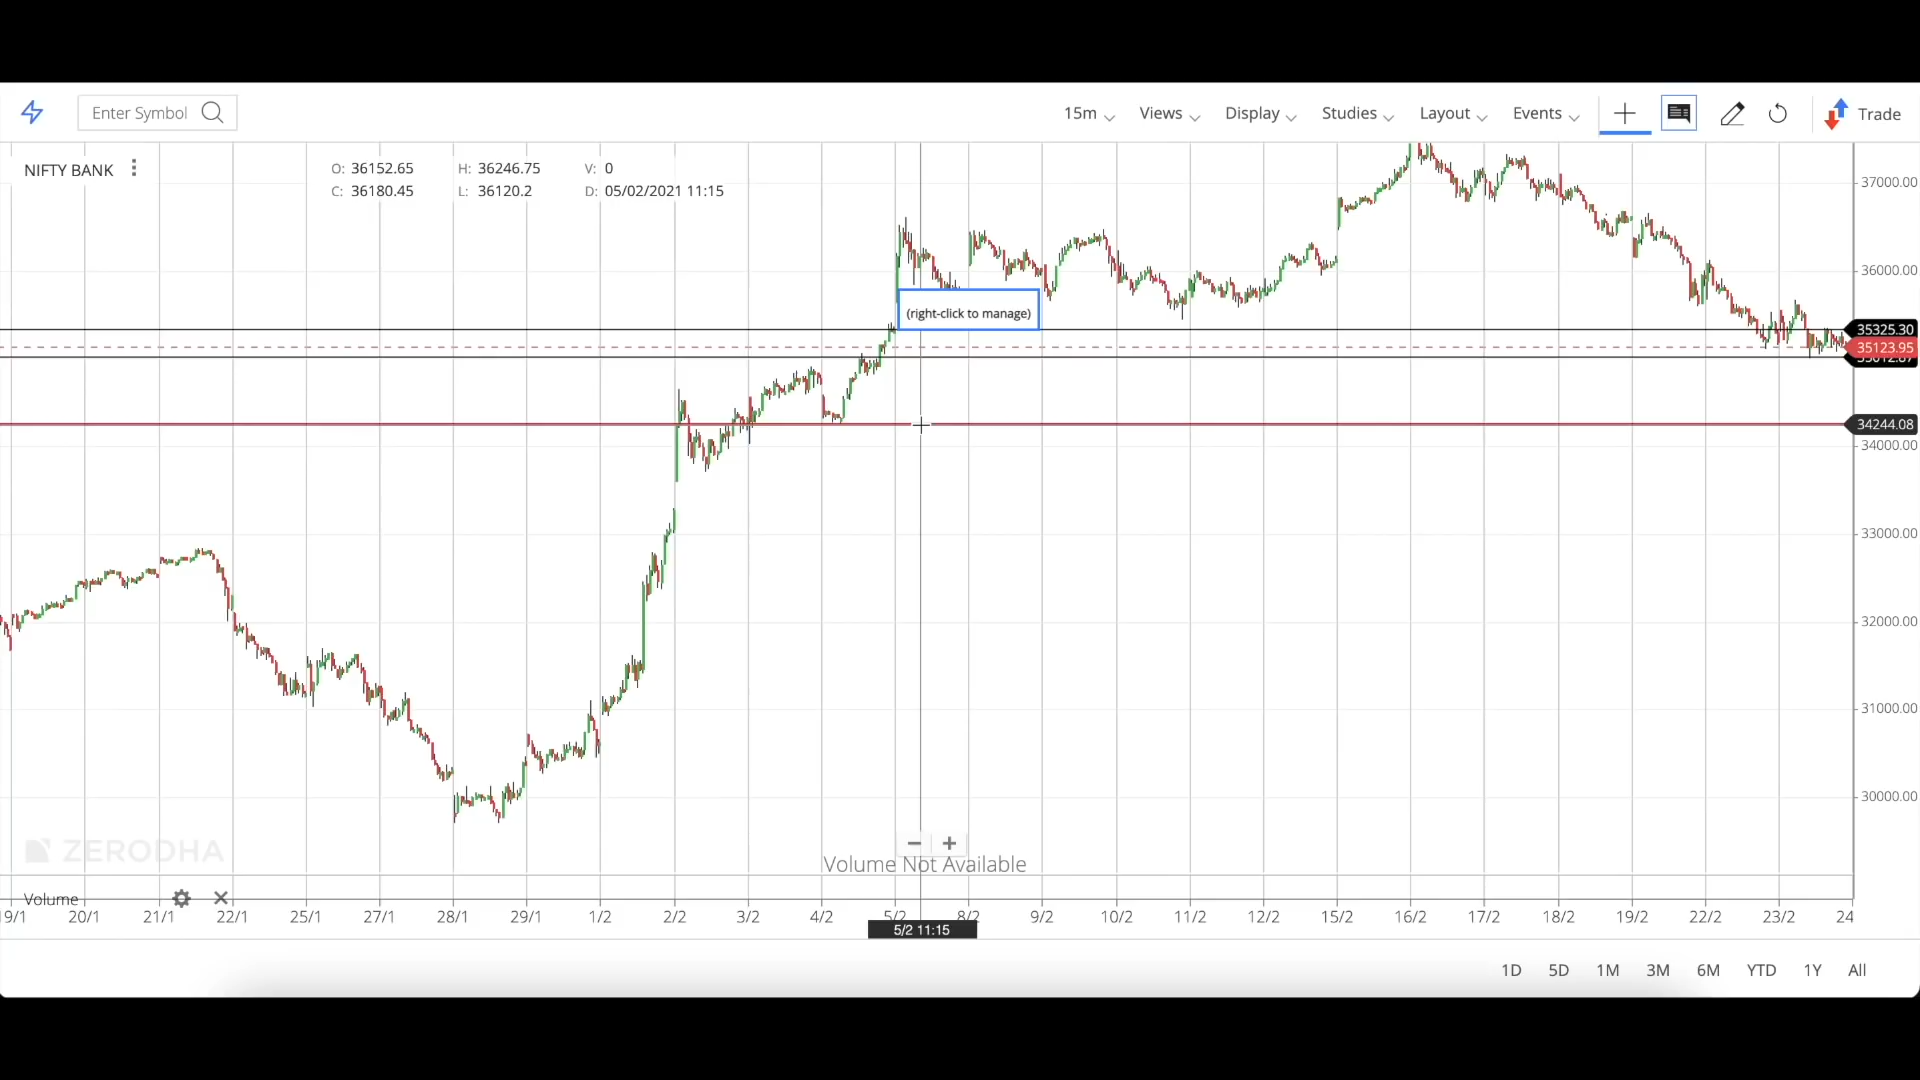 Enter Symbol
15m Views Display Studies Layout Events Trade
NIFTY BANK
O: 36152.65 H: 36246.75 V: 0
C: 36180.45 L: 36120.2 D: 05/02/2021 11:15
37000.00
36000.00
(right-click to manage)
35325.30
35123.95
34244.08
34000.00
33000.00
32000.00
31000.00
30000.00
ZERODHA
Volume Not Available
Volume
19/1 20/1 21/1 22/1 25/1 27/1 28/1 29/1 1/2 2/2 3/2 4/2 5/2 8/2 9/2 10/2 11/2 12/2 15/2 16/2 17/2 18/2 19/2 22/2 23/2 24
5/2 11:15
1D 5D 1M 3M 6M YTD 1Y All